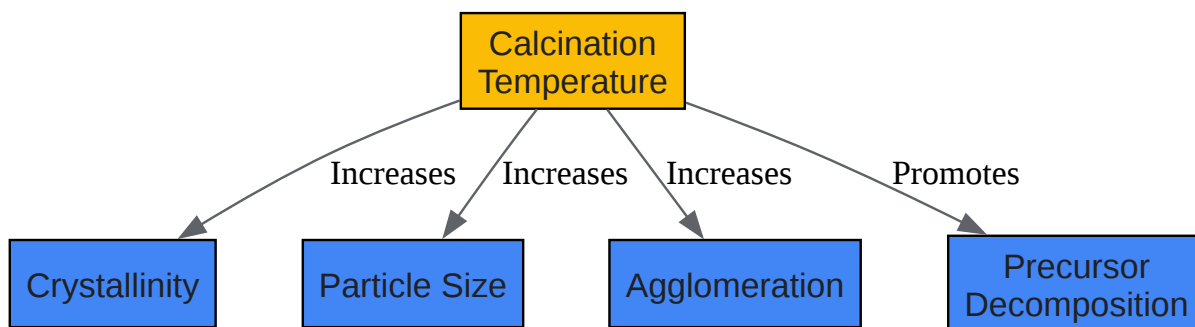 Calcination
Temperature
Increases
Increases
Increases
Promotes
Crystallinity
Particle Size
Agglomeration
Precursor
Decomposition